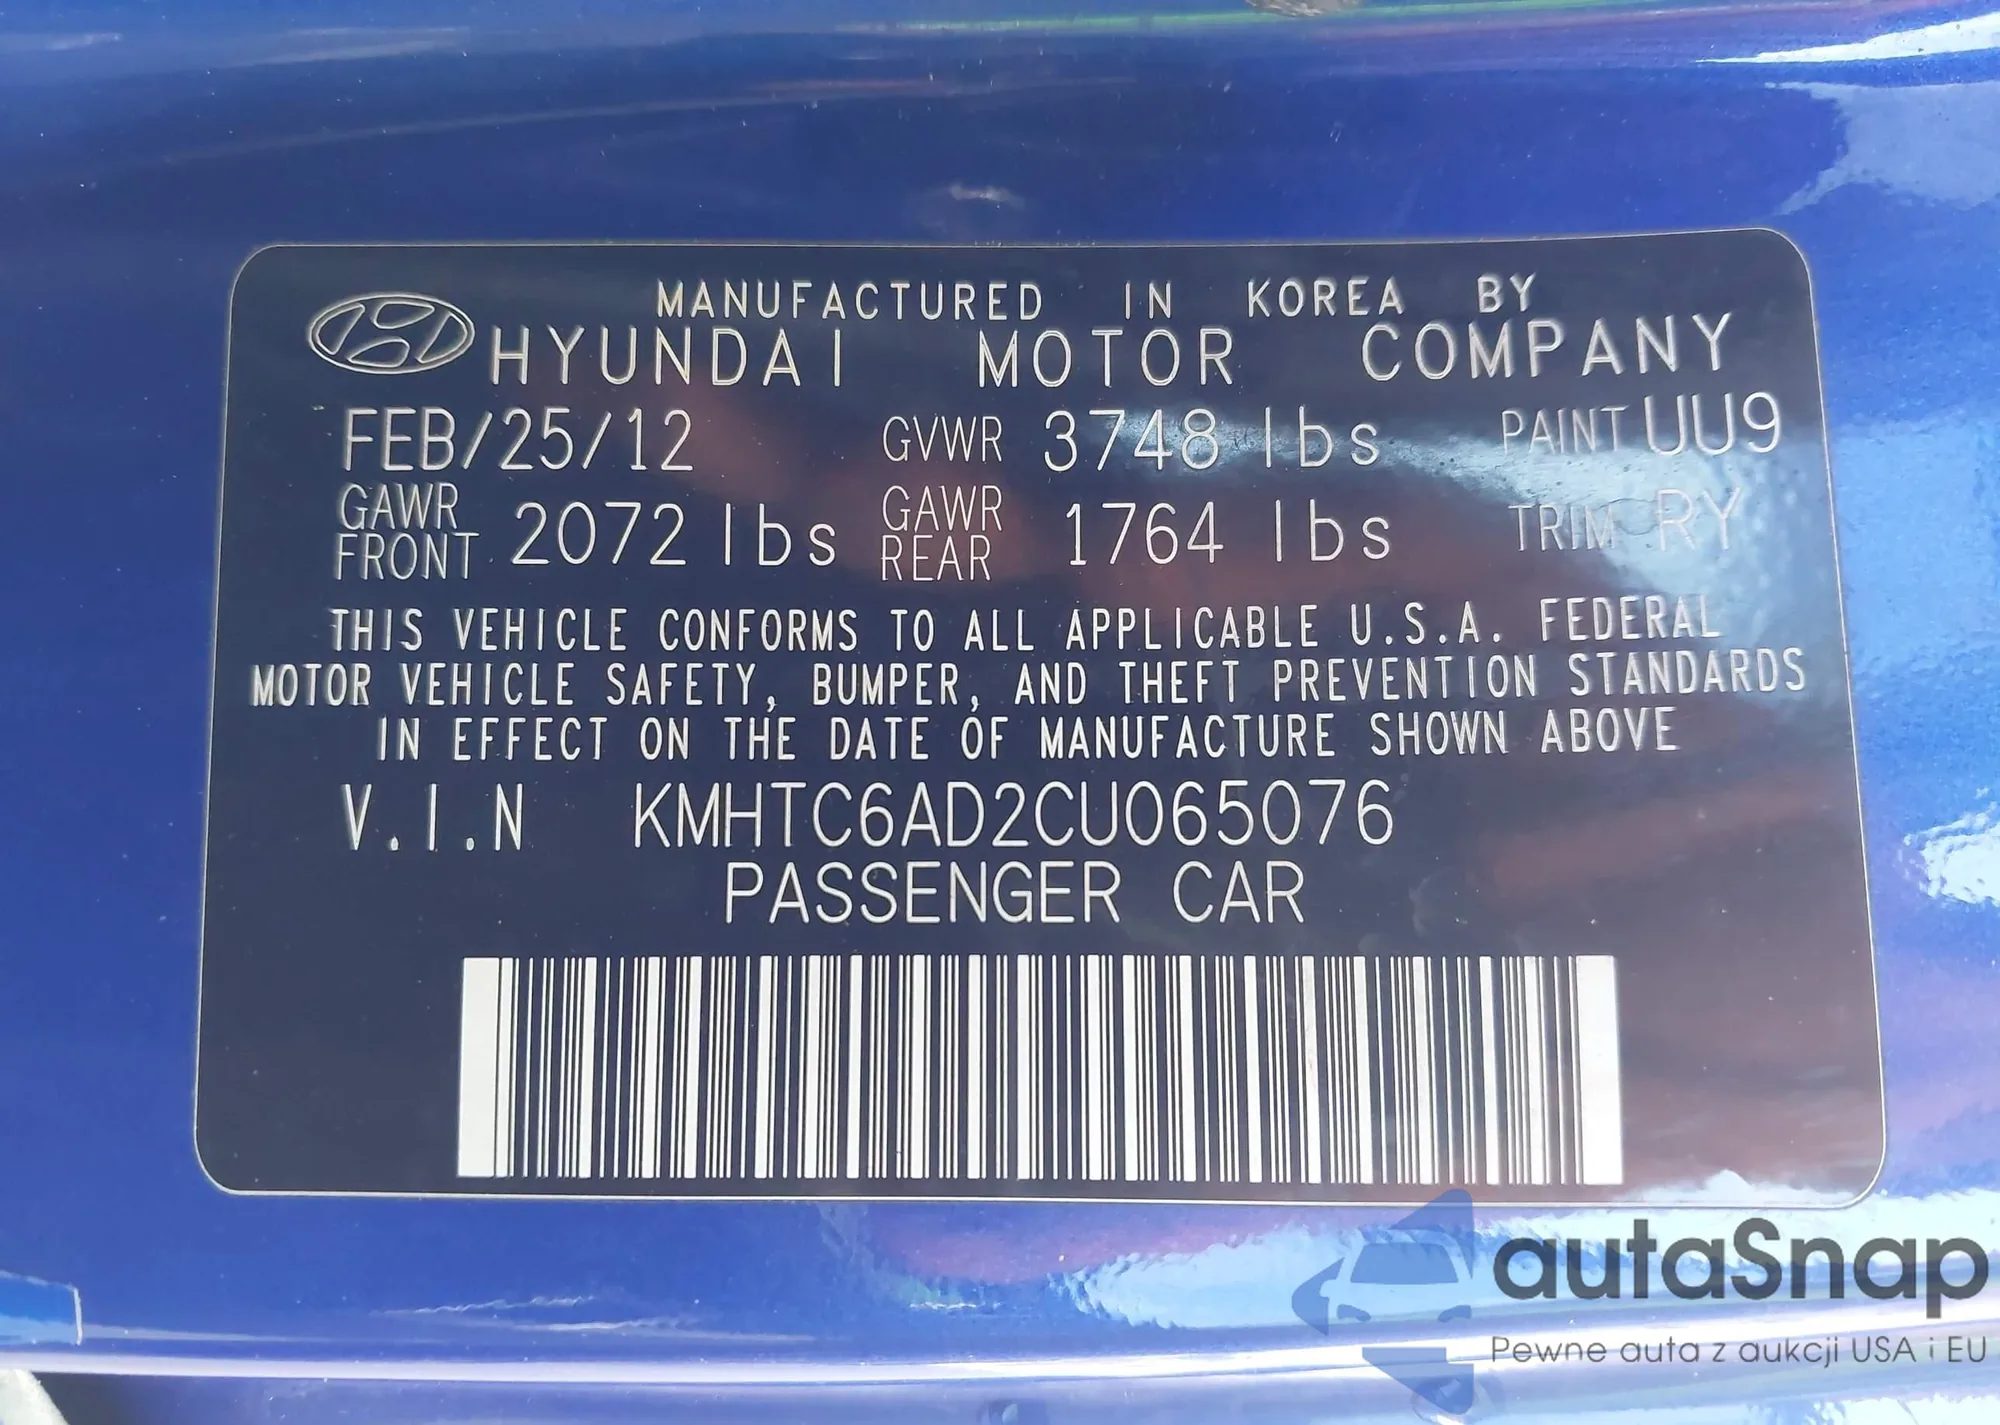 MANUFACTURED IN KOREA BY
HYUNDAI MOTOR COMPANY
FEB/25/12 GVWR 3748 lbs PAINT UU9
GAWR FRONT 2072 lbs GAWR REAR 1764 lbs TRIM RY
THIS VEHICLE CONFORMS TO ALL APPLICABLE U.S.A. FEDERAL
MOTOR VEHICLE SAFETY, BUMPER, AND THEFT PREVENTION STANDARDS
IN EFFECT ON THE DATE OF MANUFACTURE SHOWN ABOVE
V.I.N KMHTC6AD2CU065076
PASSENGER CAR
autaSnap
Pewne auta z aukcji USA i EU